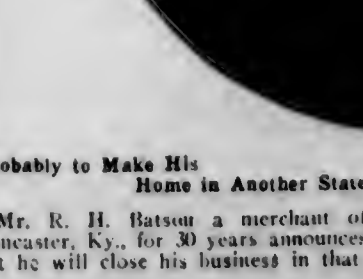 obably to Make His
Home in Another State
Mr. R. H. Batson a merchant of
ncaster, Ky., for 30 years announces
t he will close his business in that